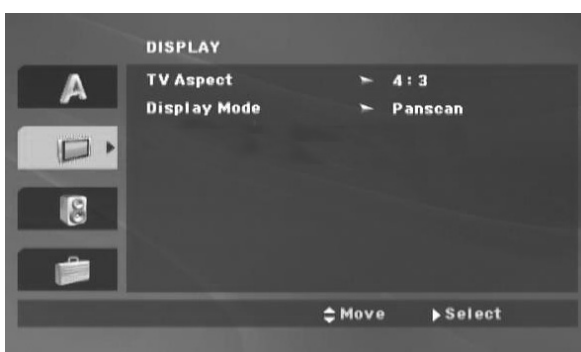 DISPLAY
A
TV Aspect ➢ 4:3
Display Mode ➢ Panscan
Move Select